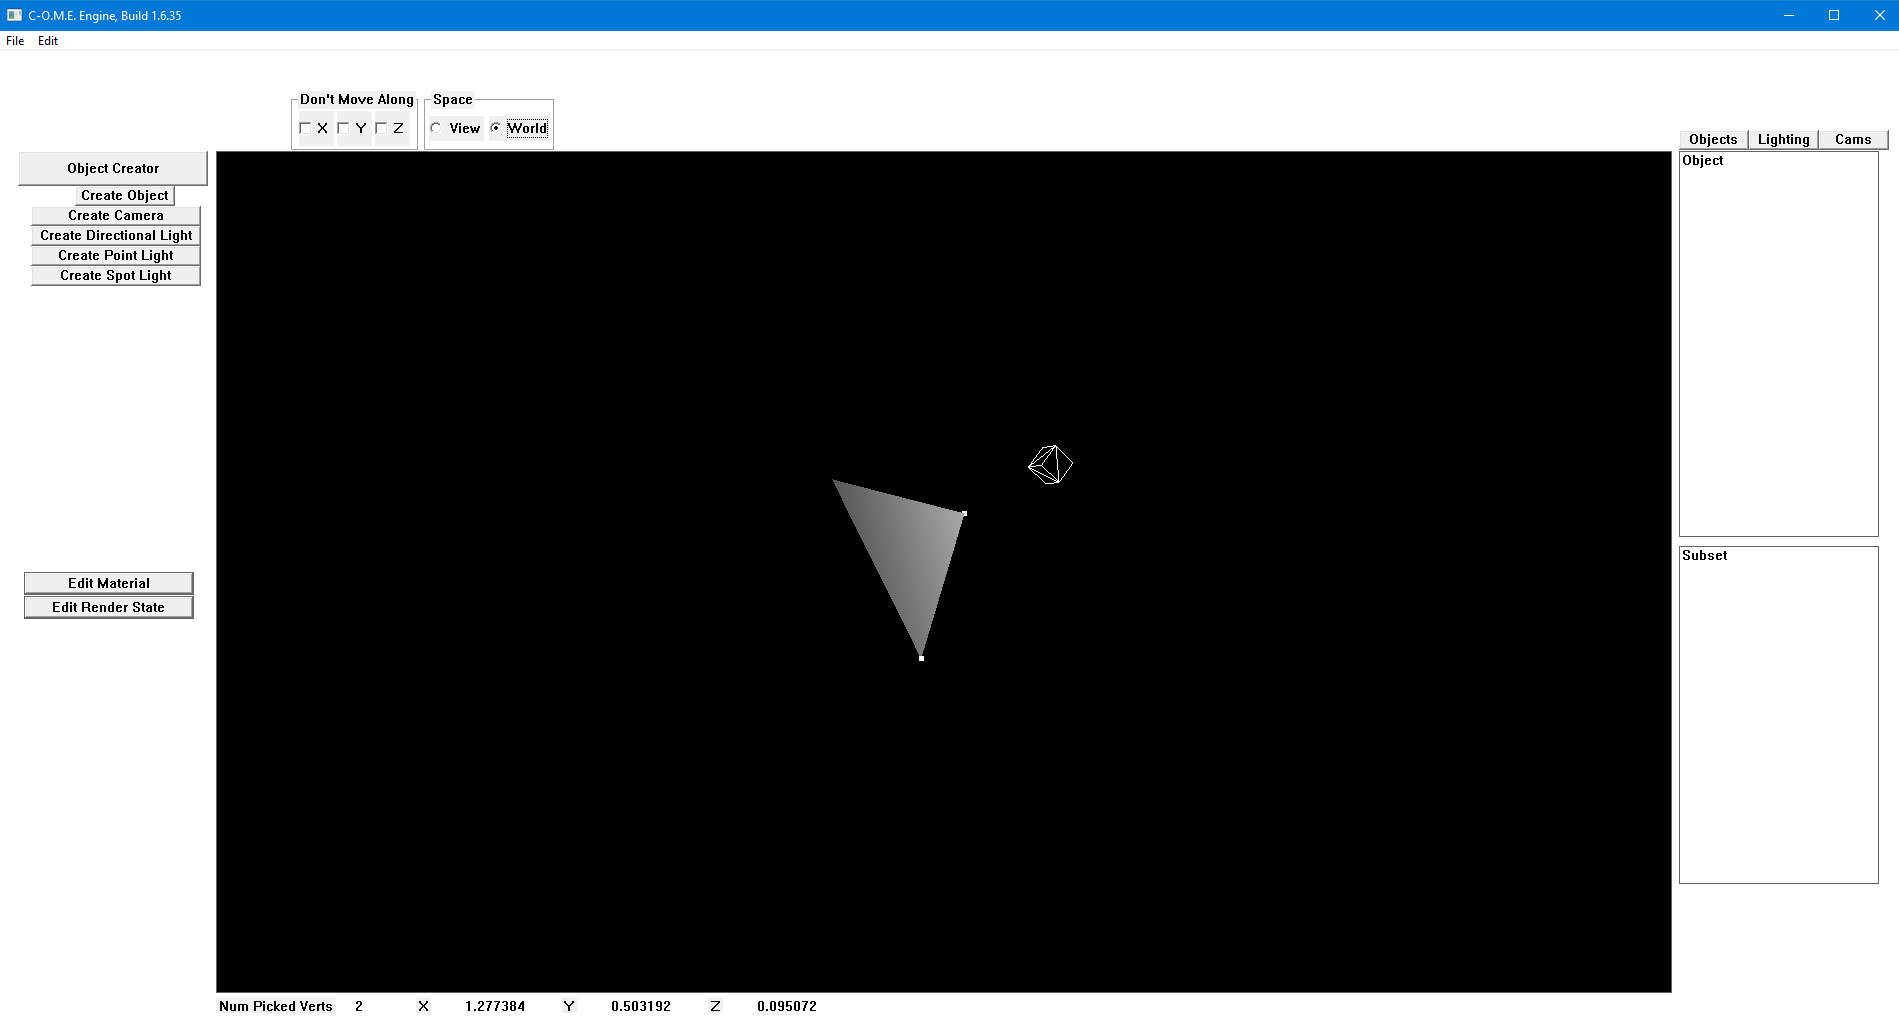 C-O.M.E. Engine, Build 1.6.35
File Edit
Don't Move Along Space
X Y Z View World
Objects Lighting Cams
Object Creator
Object
Create Object
Create Camera
Create Directional Light
Create Point Light
Create Spot Light
Subset
Edit Material
Edit Render State
Num Picked Verts 2 X 1.277384 Y 0.503192 Z 0.095072